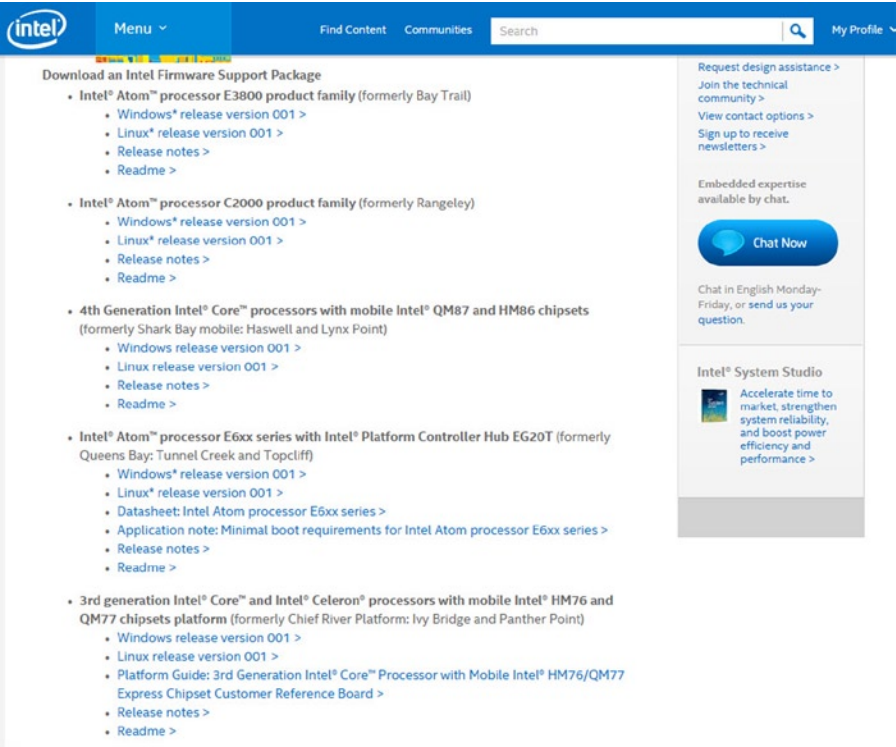 intel
Menu
Find Content
Communities
Search
My Profile
Download an Intel Firmware Support Package
• Intel® Atom™ processor E3800 product family (formerly Bay Trail)
• Windows* release version 001 >
• Linux* release version 001 >
• Release notes >
• Readme >
• Intel® Atom™ processor C2000 product family (formerly Rangeley)
• Windows* release version 001 >
• Linux* release version 001 >
• Release notes >
• Readme >
• 4th Generation Intel® Core™ processors with mobile Intel® QM87 and HM86 chipsets
(formerly Shark Bay mobile: Haswell and Lynx Point)
• Windows release version 001 >
• Linux release version 001 >
• Release notes >
• Readme >
• Intel® Atom™ processor E6xx series with Intel® Platform Controller Hub EG20T (formerly
Queens Bay: Tunnel Creek and Topcliff)
• Windows* release version 001 >
• Linux* release version 001 >
• Datasheet: Intel Atom processor E6xx series >
• Application note: Minimal boot requirements for Intel Atom processor E6xx series >
• Release notes >
• Readme >
• 3rd generation Intel® Core™ and Intel® Celeron® processors with mobile Intel® HM76 and
QM77 chipsets platform (formerly Chief River Platform: Ivy Bridge and Panther Point)
• Windows release version 001 >
• Linux release version 001 >
• Platform Guide: 3rd Generation Intel® Core™ Processor with Mobile Intel® HM76/QM77
Express Chipset Customer Reference Board >
• Release notes >
• Readme >
Request design assistance >
Join the technical
community >
View contact options >
Sign up to receive
newsletters >
Embedded expertise
available by chat.
Chat Now
Chat in English Monday-
Friday, or send us your
question.
Intel® System Studio
Accelerate time to
market, strengthen
system reliability,
and boost power
efficiency and
performance >